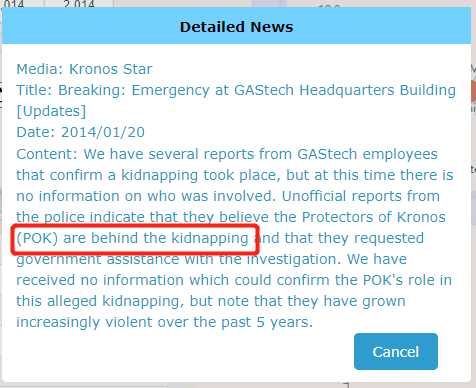 2,014
Detailed News
Media: Kronos Star
Title: Breaking: Emergency at GAStech Headquarters Building
[Updates]
Date: 2014/01/20
Content: We have several reports from GAStech employees
that confirm a kidnapping took place, but at this time there
is no information on who was involved. Unofficial reports from
the police indicate that they believe the Protectors of Kronos
(POK) are behind the kidnapping and that they requested
government assistance with the investigation. We have
received no information which could confirm the POK's role in
this alleged kidnapping, but note that they have grown
increasingly violent over the past 5 years.
Cancel